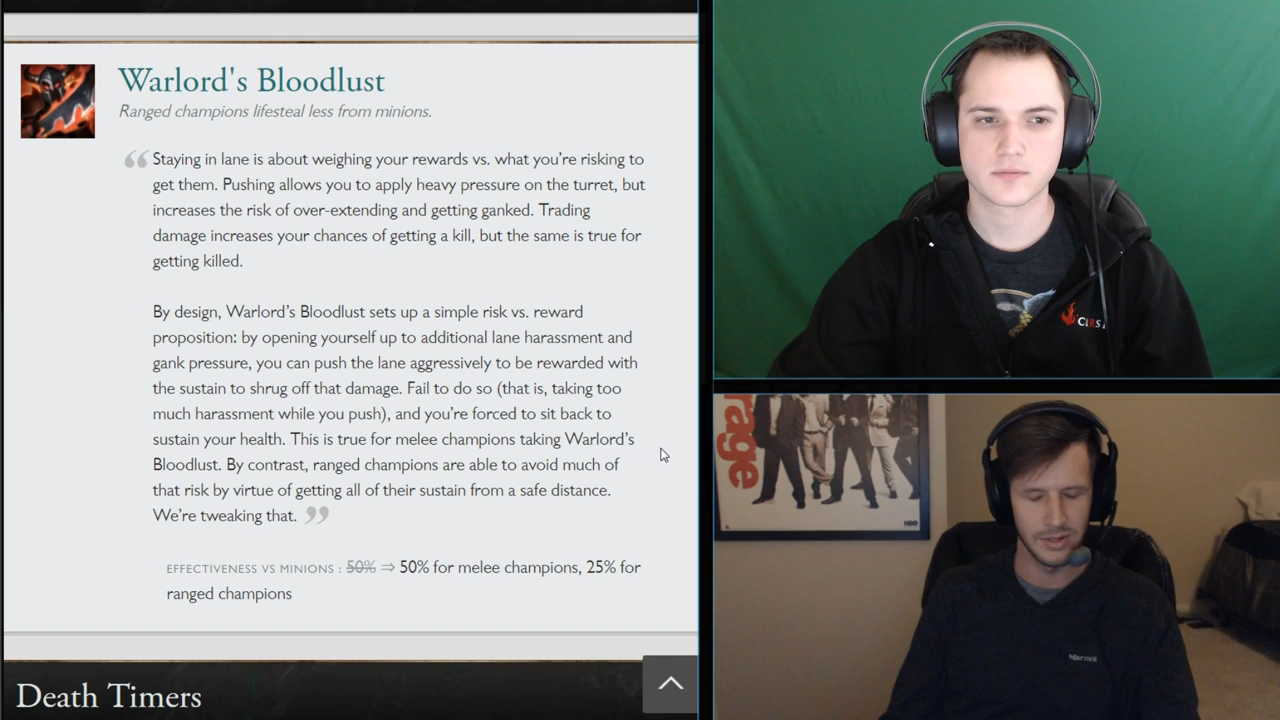 Warlord's Bloodlust
Ranged champions lifesteal less from minions.
“ Staying in lane is about weighing your rewards vs. what you’re risking to
get them. Pushing allows you to apply heavy pressure on the turret, but
increases the risk of over-extending and getting ganked. Trading
damage increases your chances of getting a kill, but the same is true for
getting killed.
By design, Warlord’s Bloodlust sets up a simple risk vs. reward
proposition: by opening yourself up to additional lane harassment and
gank pressure, you can push the lane aggressively to be rewarded with
the sustain to shrug off that damage. Fail to do so (that is, taking too
much harassment while you push), and you’re forced to sit back to
sustain your health. This is true for melee champions taking Warlord’s
Bloodlust. By contrast, ranged champions are able to avoid much of
that risk by virtue of getting all of their sustain from a safe distance.
We’re tweaking that. ”
EFFECTIVENESS VS MINIONS : 50% ⇒ 50% for melee champions, 25% for
ranged champions
Death Timers
rage
HBO
Marmot